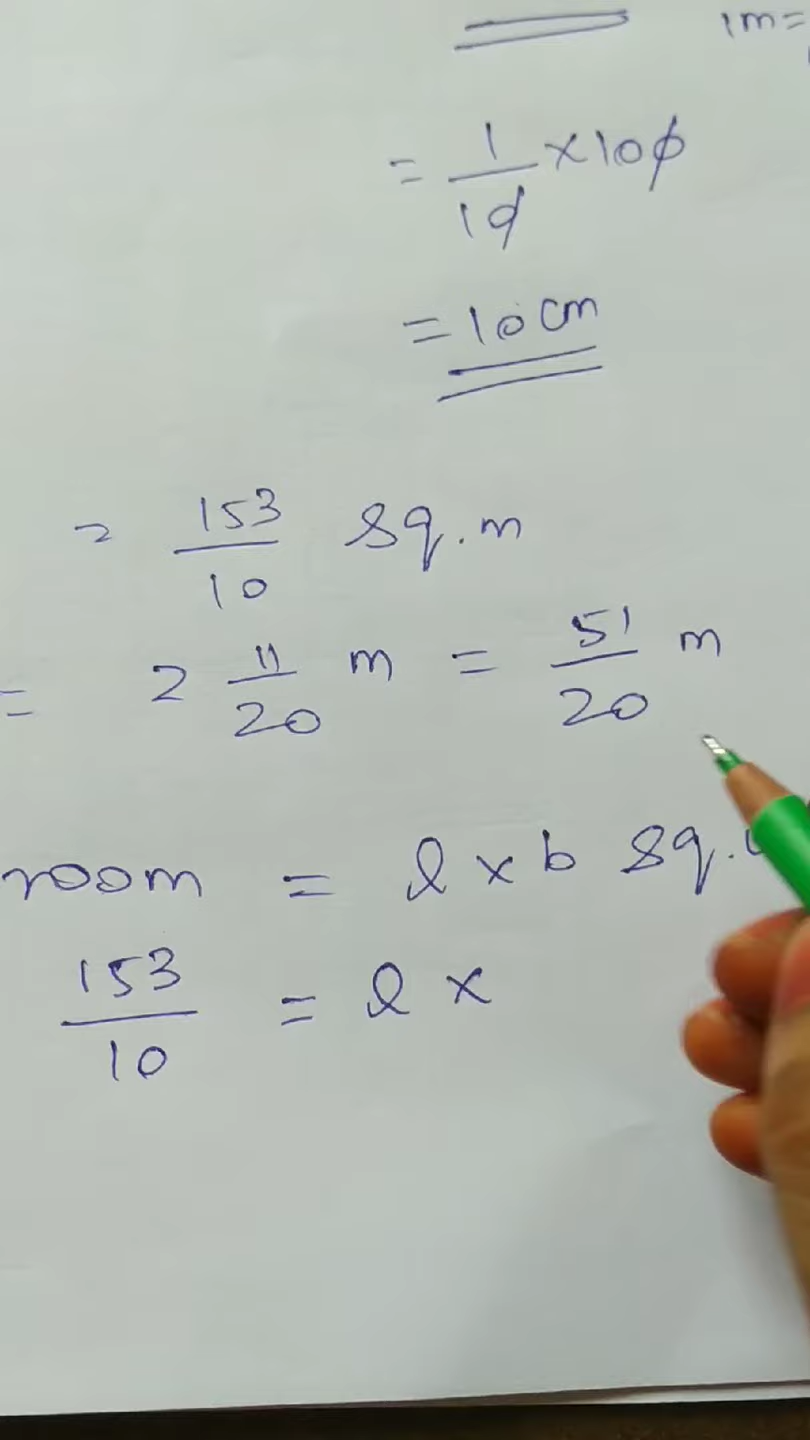 1m=
= 1/10 × 100
= 10 cm
= 153/10 sq.m
= 2 11/20 m = 51/20 m
room = l × b sq.
153/10 = l ×